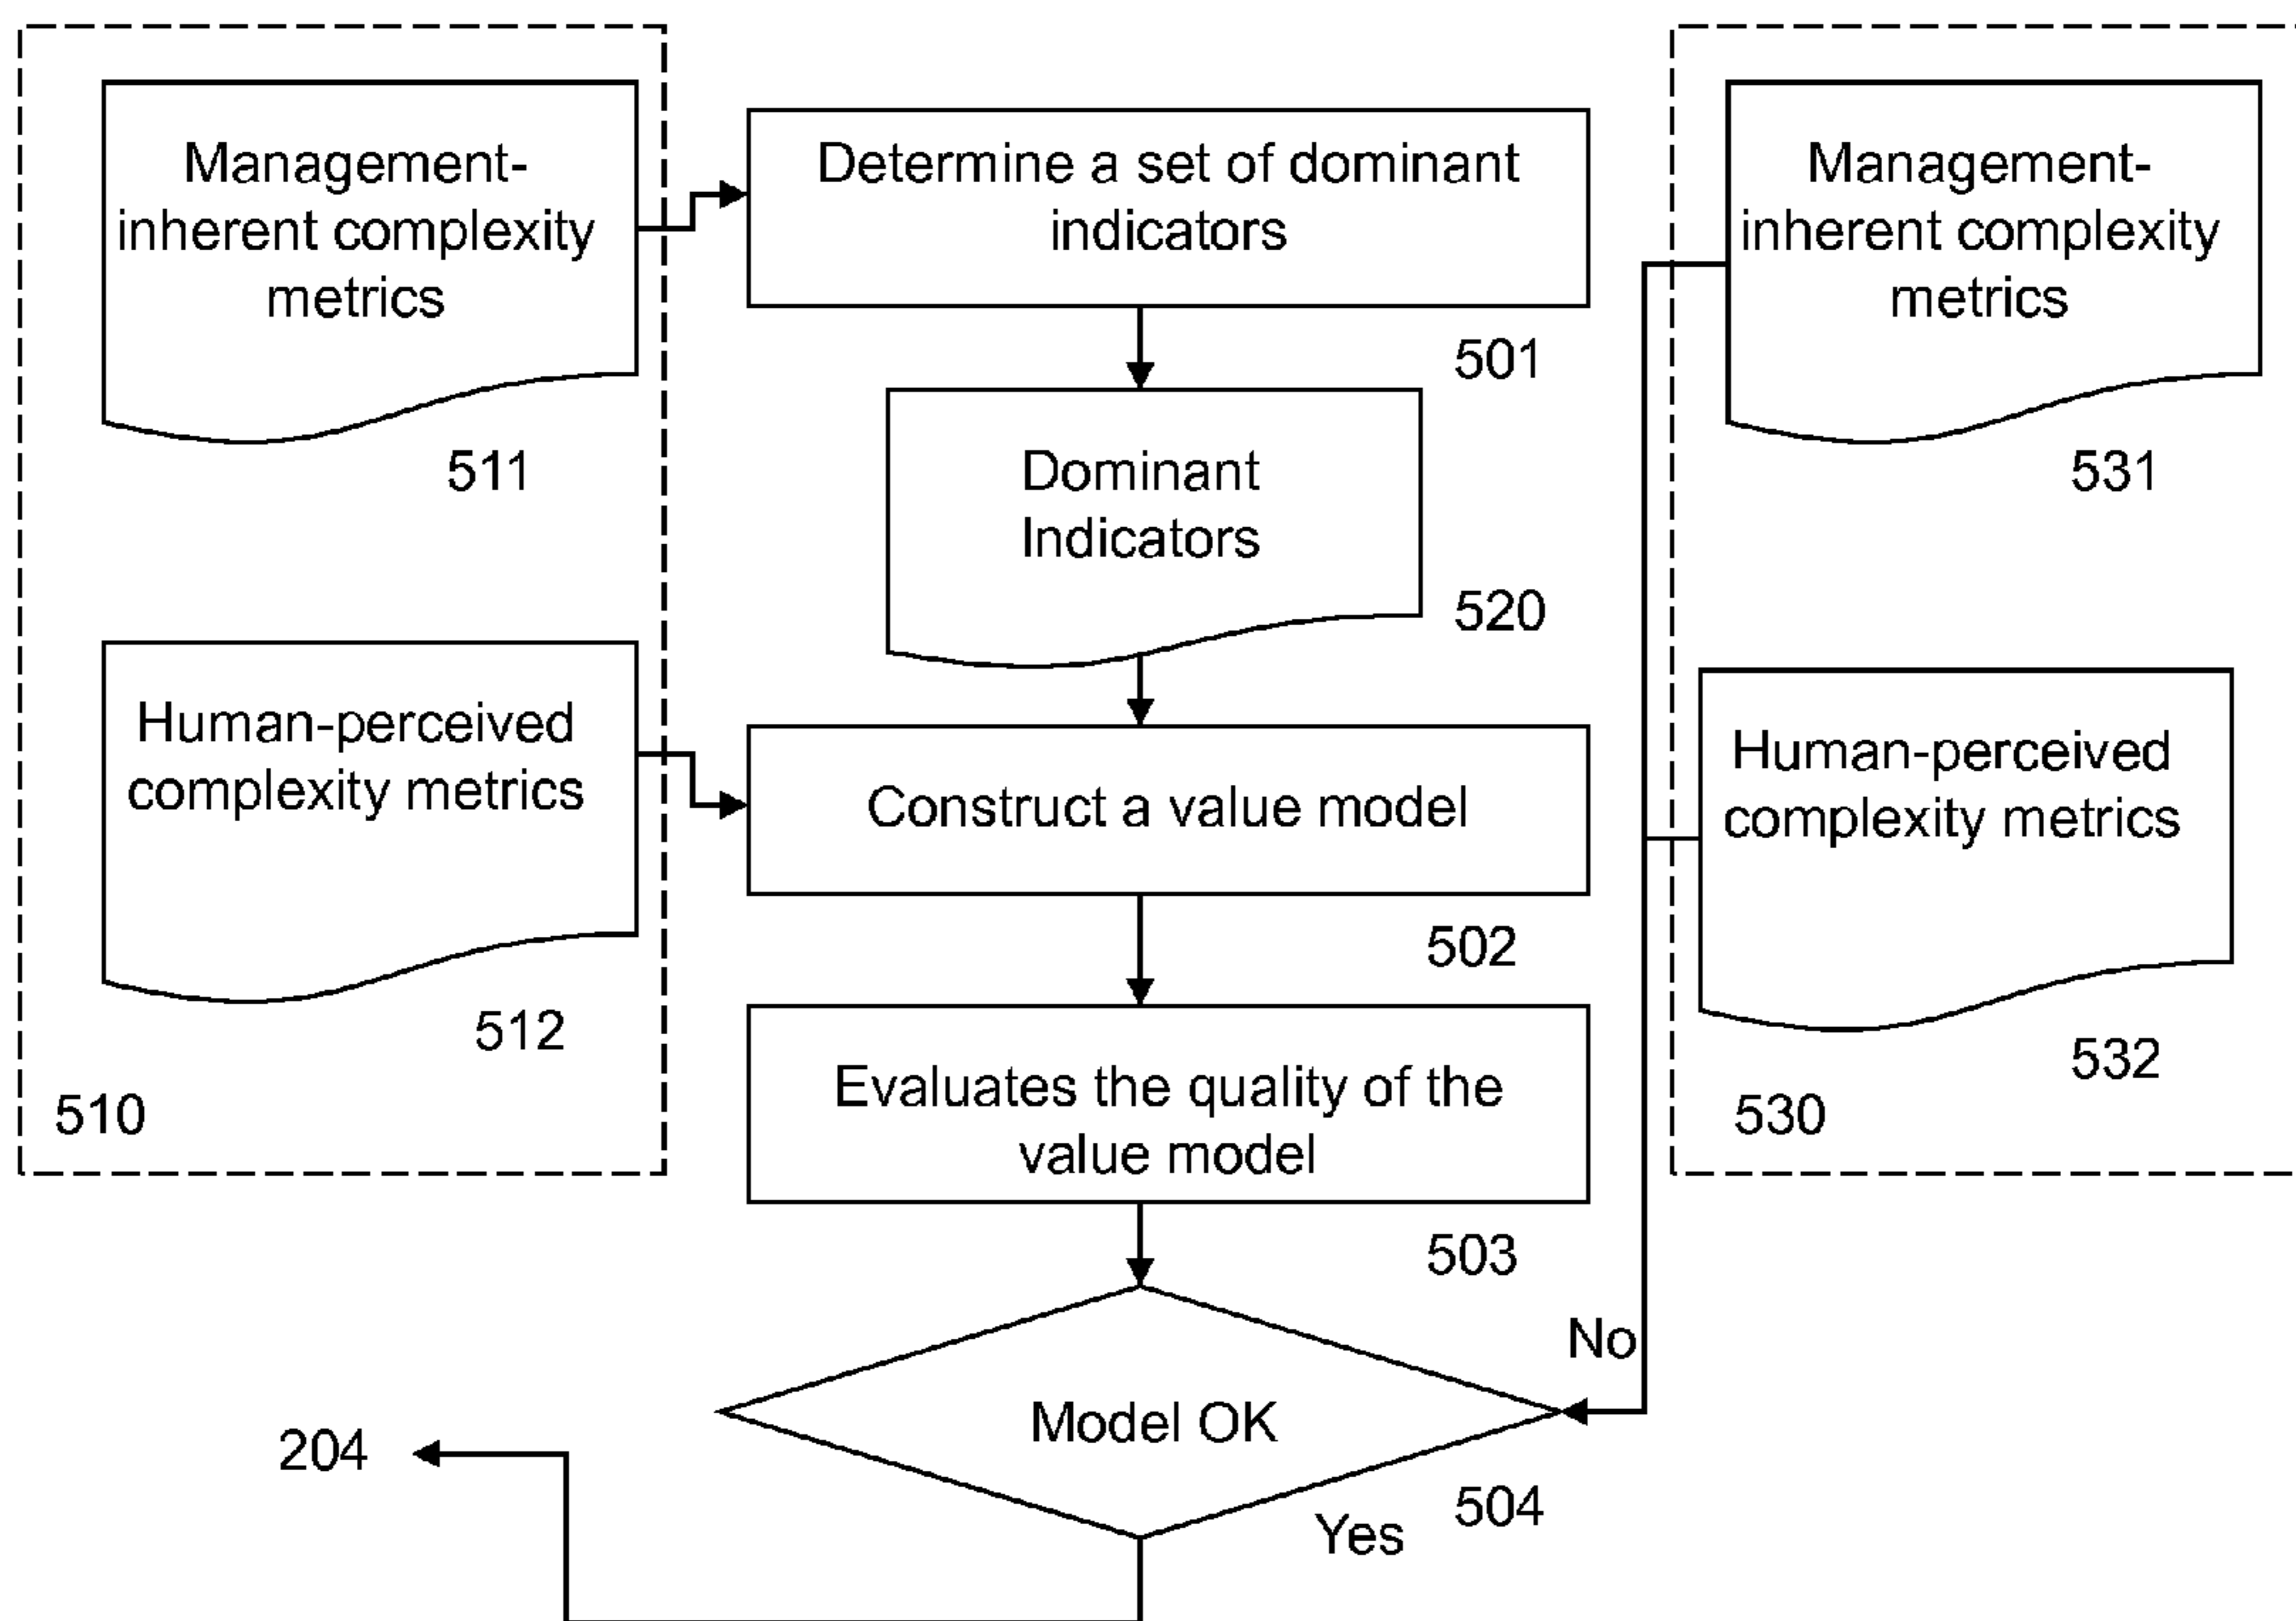 Management-
inherent complexity
metrics
511
Human-perceived
complexity metrics
512
510
Determine a set of dominant
indicators
501
Dominant
Indicators
520
Construct a value model
502
Evaluates the quality of the
value model
503
Model OK
504
No
Yes
204
Management-
inherent complexity
metrics
531
Human-perceived
complexity metrics
532
530